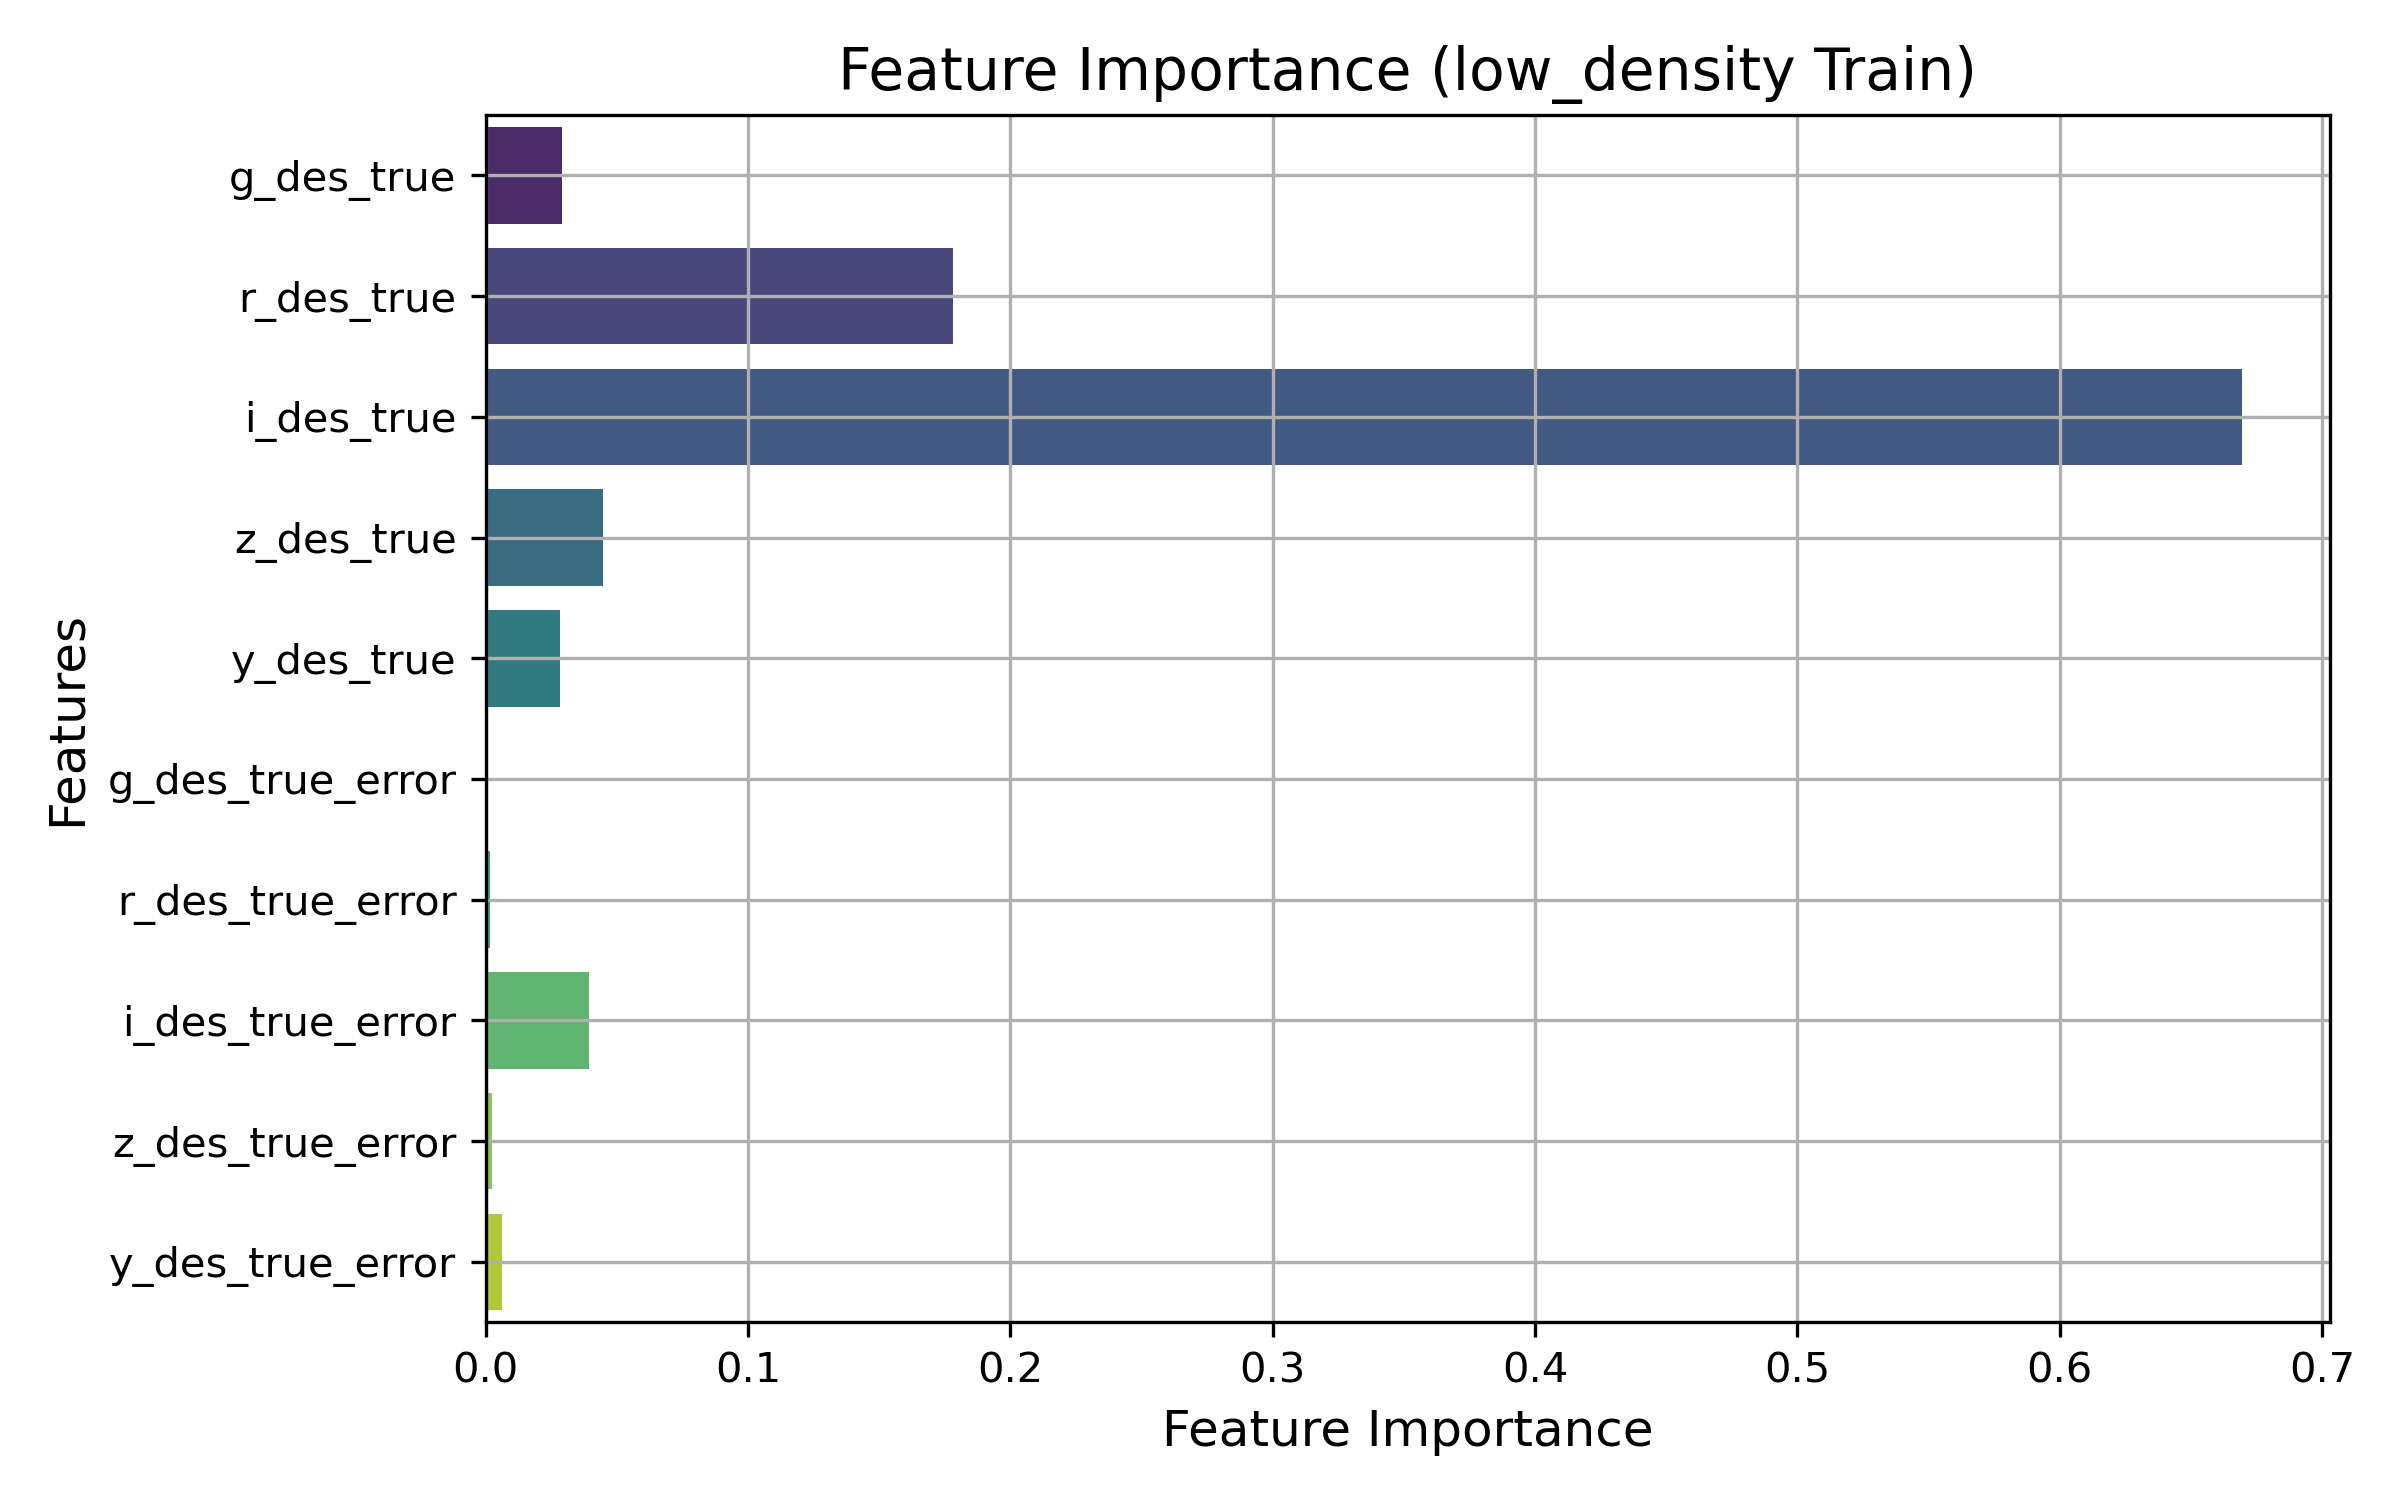 Feature Importance (low_density Train)
g_des_true
r_des_true
i_des_true
z_des_true
y_des_true
g_des_true_error
r_des_true_error
i_des_true_error
z_des_true_error
y_des_true_error
Features
0.0 0.1 0.2 0.3 0.4 0.5 0.6 0.7
Feature Importance